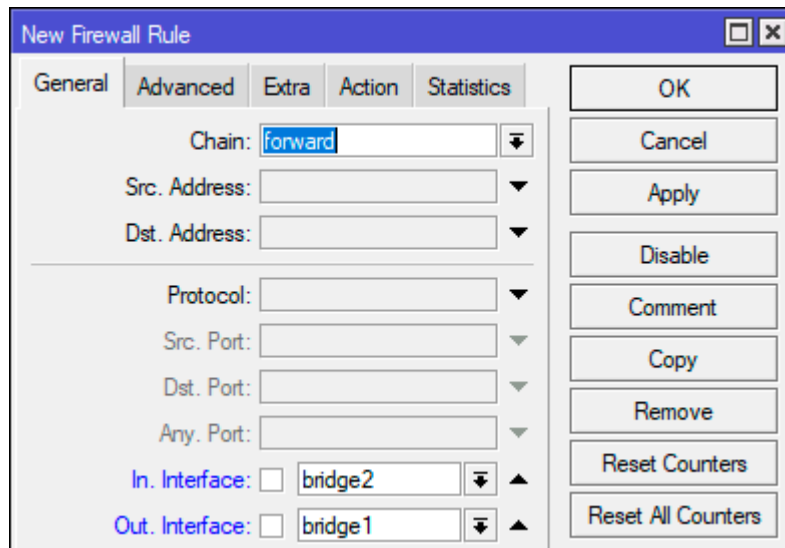 New Firewall Rule
General Advanced Extra Action Statistics
Chain: forward
Src. Address:
Dst. Address:
Protocol:
Src. Port:
Dst. Port:
Any. Port:
In. Interface: bridge2
Out. Interface: bridge1
OK
Cancel
Apply
Disable
Comment
Copy
Remove
Reset Counters
Reset All Counters